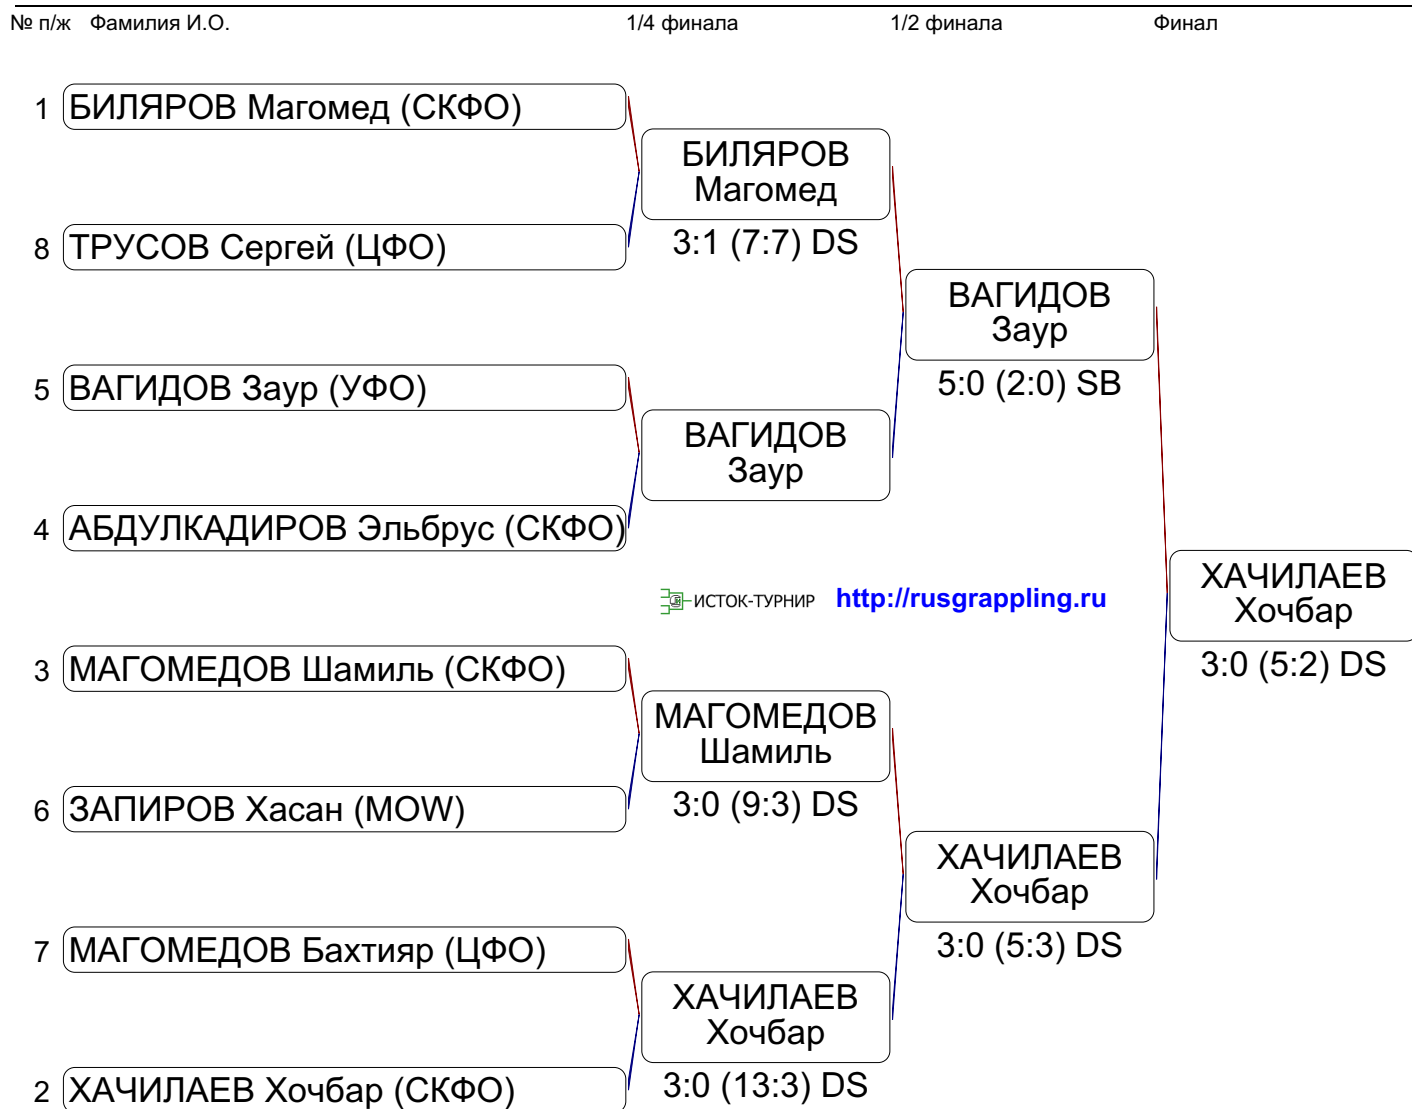 № п/ж Фамилия И.О. 1/4 финала 1/2 финала Финал
1 БИЛЯРОВ Магомед (СКФО)
БИЛЯРОВ
Магомед
3:1 (7:7) DS
8 ТРУСОВ Сергей (ЦФО)
ВАГИДОВ
Заур
5:0 (2:0) SB
5 ВАГИДОВ Заур (УФО)
ВАГИДОВ
Заур
4 АБДУЛКАДИРОВ Эльбрус (СКФО)
ИСТОК-ТУРНИР http://rusgrappling.ru
ХАЧИЛАЕВ
Хочбар
3:0 (5:2) DS
3 МАГОМЕДОВ Шамиль (СКФО)
МАГОМЕДОВ
Шамиль
3:0 (9:3) DS
6 ЗАПИРОВ Хасан (MOW)
ХАЧИЛАЕВ
Хочбар
3:0 (5:3) DS
7 МАГОМЕДОВ Бахтияр (ЦФО)
ХАЧИЛАЕВ
Хочбар
3:0 (13:3) DS
2 ХАЧИЛАЕВ Хочбар (СКФО)